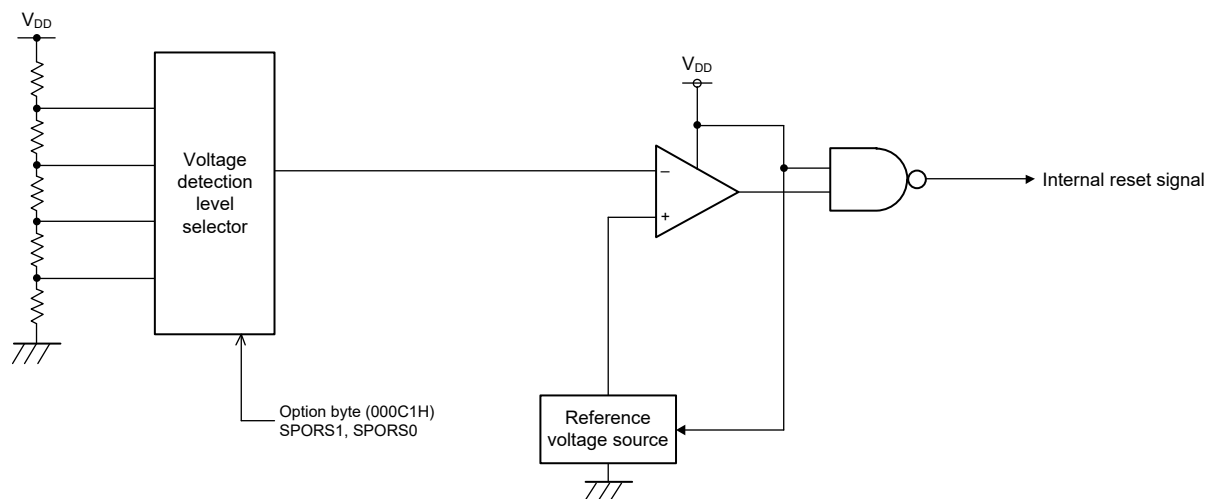 VDD
Voltage
detection
level
selector
Option byte (000C1H)
SPORS1, SPORS0
VDD
−
+
Reference
voltage source
Internal reset signal